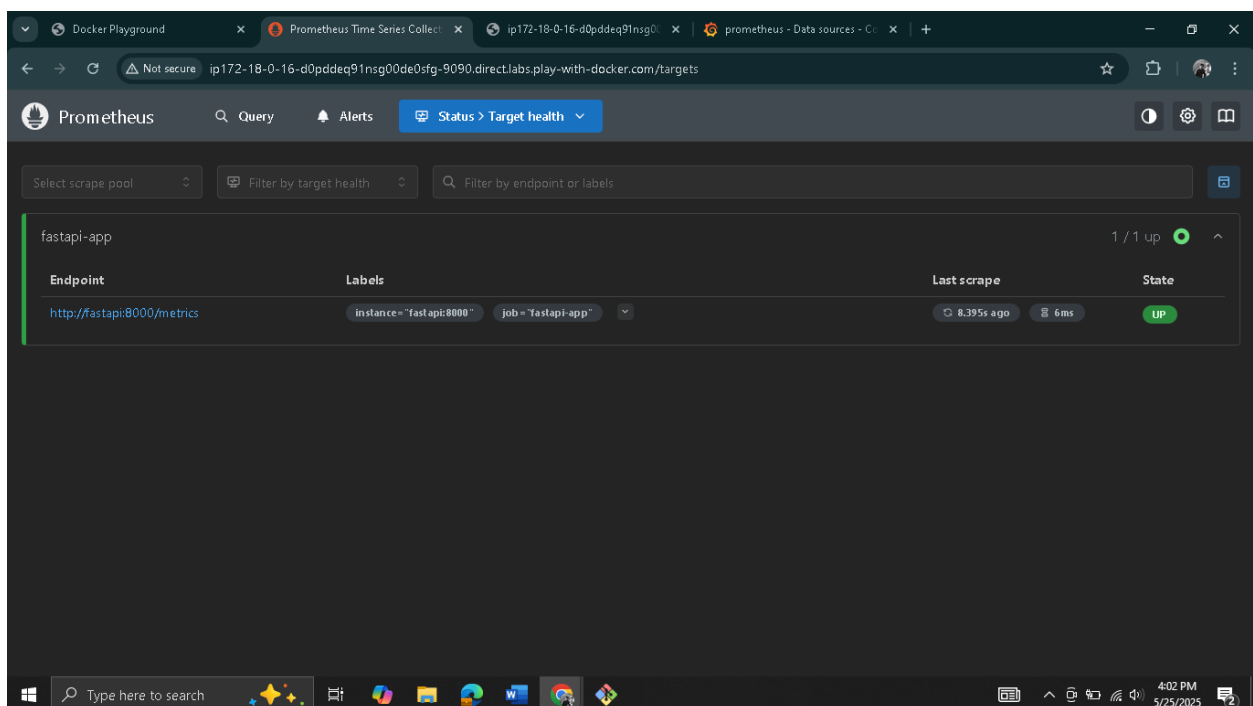 Docker Playground
Prometheus Time Series Collect
ip172-18-0-16-d0pddeq91nsg00
prometheus - Data sources - Co
Not secure ip172-18-0-16-d0pddeq91nsg00de0sfg-9090.direct.labs.play-with-docker.com/targets
Prometheus Query Alerts Status > Target health
Select scrape pool Filter by target health Filter by endpoint or labels
fastapi-app 1 / 1 up
Endpoint Labels Last scrape State
http://fastapi:8000/metrics instance="fastapi:8000" job="fastapi-app" 8.395s ago 6ms UP
Type here to search
4:02 PM
5/25/2025
2